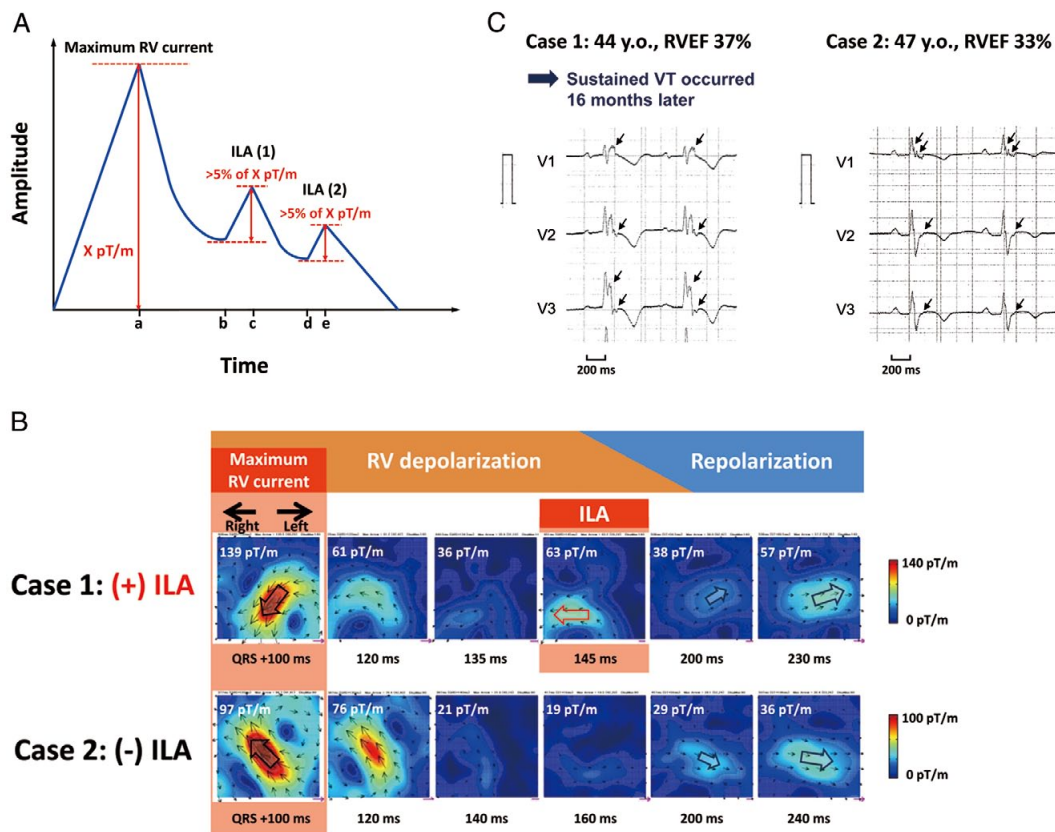 A
Maximum RV current
Amplitude
ILA (1)
>5% of X pT/m
ILA (2)
>5% of X pT/m
X pT/m
a b c d e
Time
C
Case 1: 44 y.o., RVEF 37%
Sustained VT occurred
16 months later
V1
V2
V3
200 ms
Case 2: 47 y.o., RVEF 33%
V1
V2
V3
200 ms
B
Maximum
RV current
RV depolarization
Repolarization
Right Left
ILA
Case 1: (+) ILA
139 pT/m 61 pT/m 36 pT/m 63 pT/m 38 pT/m 57 pT/m
140 pT/m
0 pT/m
QRS +100 ms 120 ms 135 ms 145 ms 200 ms 230 ms
Case 2: (-) ILA
97 pT/m 76 pT/m 21 pT/m 19 pT/m 29 pT/m 36 pT/m
100 pT/m
0 pT/m
QRS +100 ms 120 ms 140 ms 160 ms 200 ms 240 ms